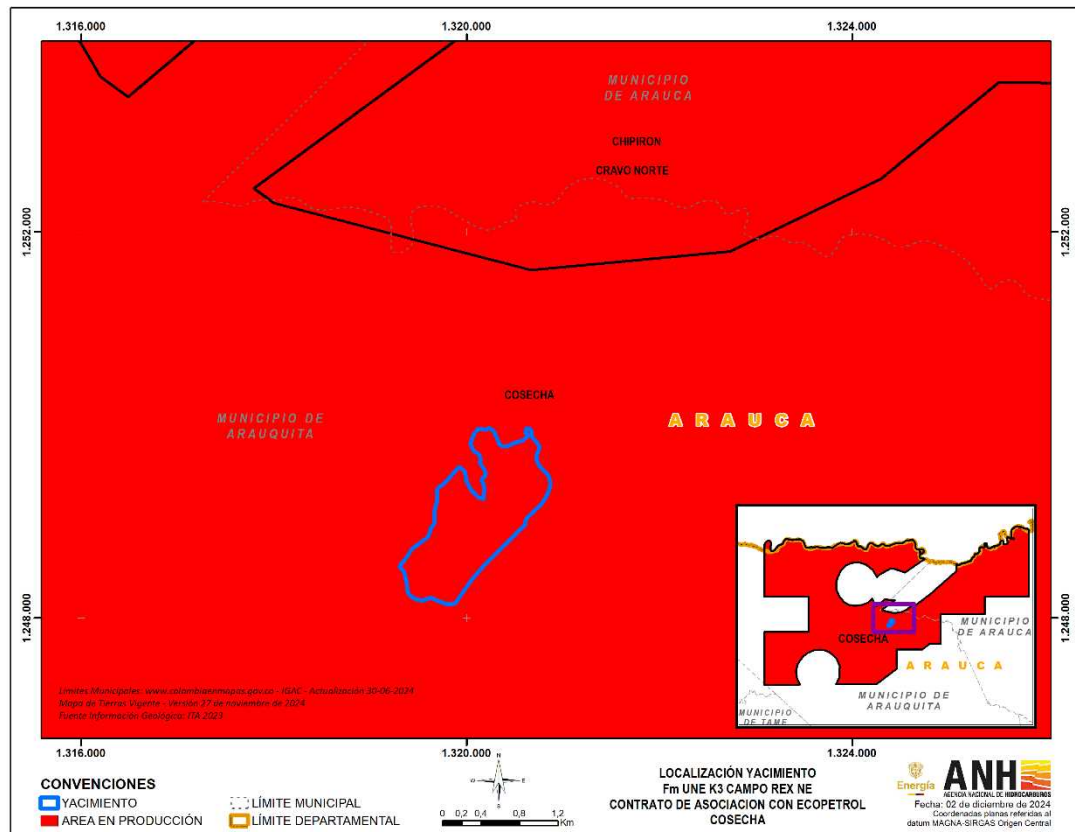 1.316.000
1.320.000
1.324.000
MUNICIPIO
DE ARAUCA
CHIPIRON
CRAVO NORTE
1.252.000
1.252.000
COSECHA
MUNICIPIO DE
ARAUQUITA
ARAUCA
1.248.000
1.248.000
MUNICIPIO
DE ARAUCA
COSECHA
ARAUCA
MUNICIPIO DE
ARAUQUITA
MUNICIPIO
DE TAME
Limites Municipales: www.colombiaenmapas.gov.co - IGAC - Actualización 30-06-2024
Mapa de Tierras Vigente - Versión 27 de noviembre de 2024
Fuente Información Geológica: ITA 2023
1.316.000
1.320.000
1.324.000
CONVENCIONES
YACIMIENTO
LÍMITE MUNICIPAL
AREA EN PRODUCCIÓN
LÍMITE DEPARTAMENTAL
N
W E
S
0 0,2 0,4 0,8 1,2
Km
LOCALIZACIÓN YACIMIENTO
Fm UNE K3 CAMPO REX NE
CONTRATO DE ASOCIACION CON ECOPETROL
COSECHA
Energía
ANH
AGENCIA NACIONAL DE HIDROCARBUROS
Fecha: 02 de diciembre de 2024
Coordenadas planas referidas al
datum MAGNA-SIRGAS Origen Central